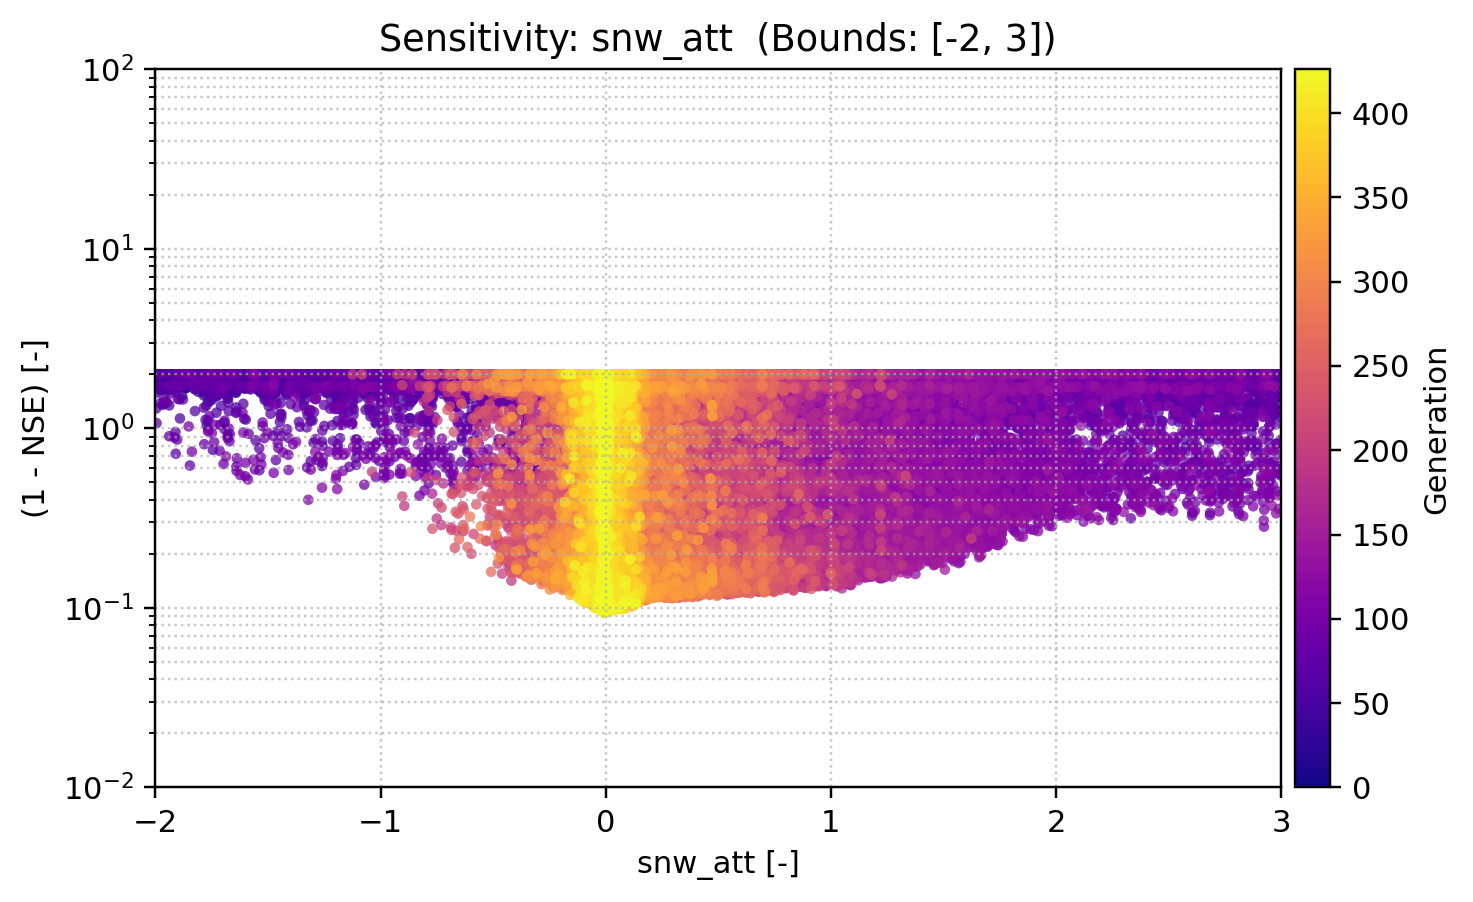 Sensitivity: snw_att  (Bounds: [-2, 3])
10²
10¹
10⁰
10⁻¹
10⁻²
(1 - NSE) [-]
−2 −1 0 1 2 3
snw_att [-]
400
350
300
250
200
150
100
50
0
Generation